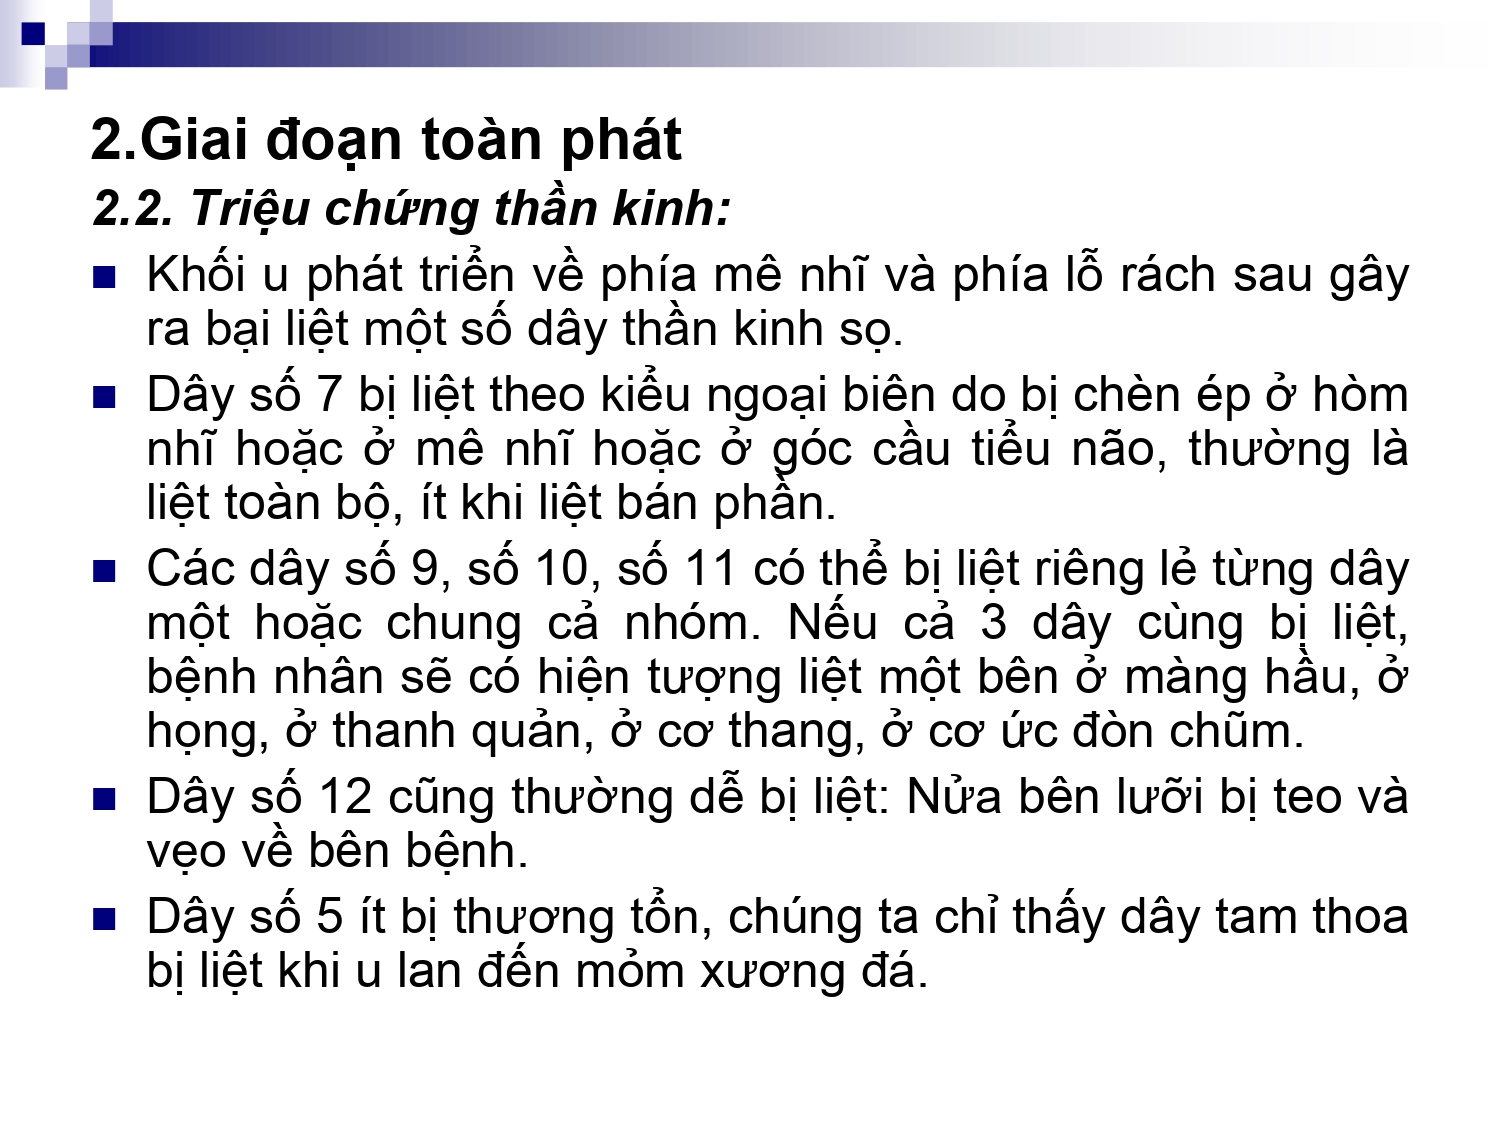 2.Giai đoạn toàn phát
2.2. Triệu chứng thần kinh:
Khối u phát triển về phía mê nhĩ và phía lỗ rách sau gây
ra bại liệt một số dây thần kinh sọ.
Dây số 7 bị liệt theo kiểu ngoại biên do bị chèn ép ở hòm
nhĩ hoặc ở mê nhĩ hoặc ở góc cầu tiểu não, thường là
liệt toàn bộ, ít khi liệt bán phần.
Các dây số 9, số 10, số 11 có thể bị liệt riêng lẻ từng dây
một hoặc chung cả nhóm. Nếu cả 3 dây cùng bị liệt,
bệnh nhân sẽ có hiện tượng liệt một bên ở màng hầu, ở
họng, ở thanh quản, ở cơ thang, ở cơ ức đòn chũm.
Dây số 12 cũng thường dễ bị liệt: Nửa bên lưỡi bị teo và
vẹo về bên bệnh.
Dây số 5 ít bị thương tổn, chúng ta chỉ thấy dây tam thoa
bị liệt khi u lan đến mỏm xương đá.